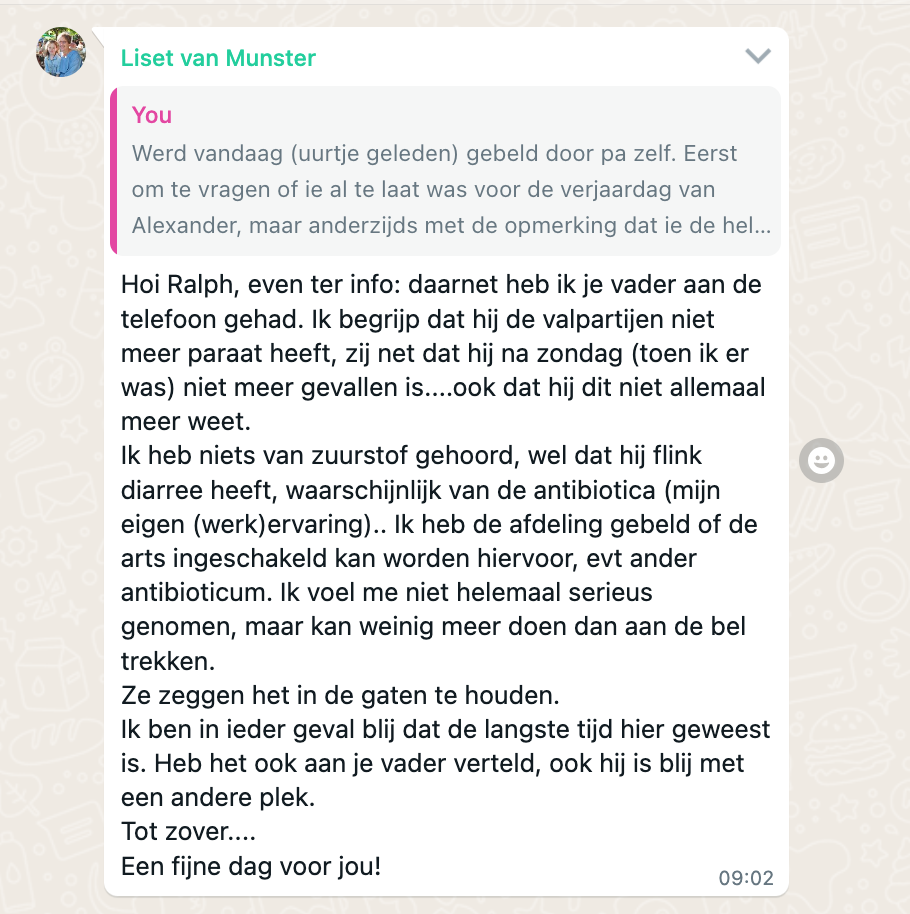 Liset van Munster
You
Werd vandaag (uurtje geleden) gebeld door pa zelf. Eerst
om te vragen of ie al te laat was voor de verjaardag van
Alexander, maar anderzijds met de opmerking dat ie de hel...
Hoi Ralph, even ter info: daarnet heb ik je vader aan de
telefoon gehad. Ik begrijp dat hij de valpartijen niet
meer paraat heeft, zij net dat hij na zondag (toen ik er
was) niet meer gevallen is....ook dat hij dit niet allemaal
meer weet.
Ik heb niets van zuurstof gehoord, wel dat hij flink
diarree heeft, waarschijnlijk van de antibiotica (mijn
eigen (werk)ervaring).. Ik heb de afdeling gebeld of de
arts ingeschakeld kan worden hiervoor, evt ander
antibioticum. Ik voel me niet helemaal serieus
genomen, maar kan weinig meer doen dan aan de bel
trekken.
Ze zeggen het in de gaten te houden.
Ik ben in ieder geval blij dat de langste tijd hier geweest
is. Heb het ook aan je vader verteld, ook hij is blij met
een andere plek.
Tot zover....
Een fijne dag voor jou!
09:02